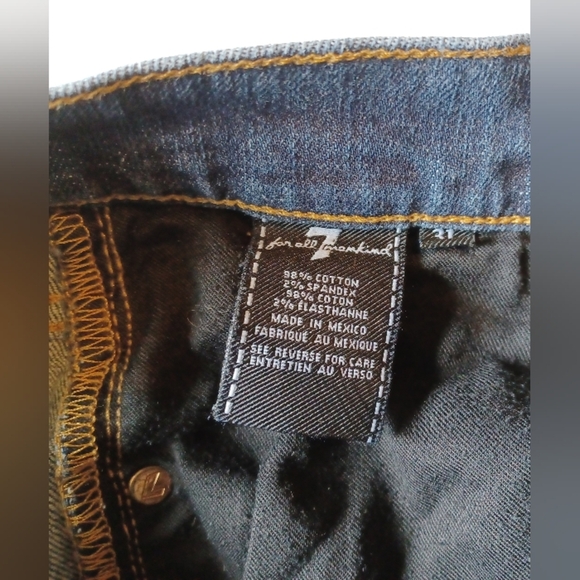 7
for all mankind
98% COTTON
2% SPANDEX
98% COTON
2% ÉLASTHANNE
MADE IN MEXICO
FABRIQUÉ AU MEXIQUE
SEE REVERSE FOR CARE
ENTRETIEN AU VERSO
31